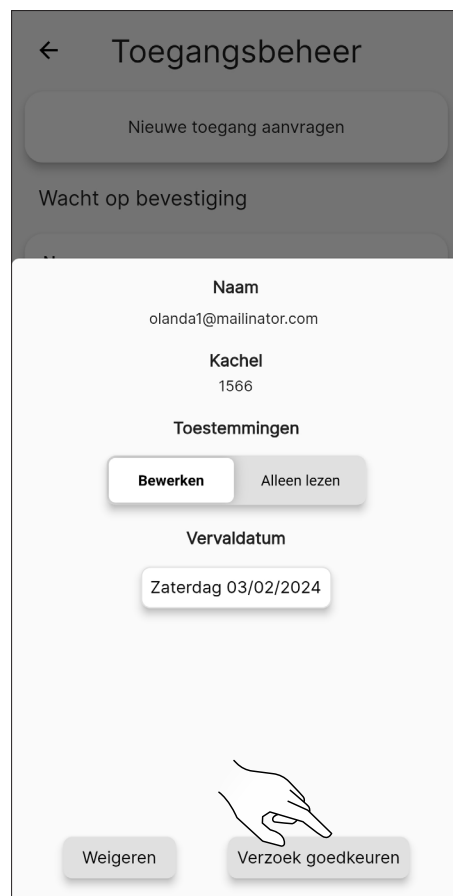 Toegangsbeheer
Nieuwe toegang aanvragen
Wacht op bevestiging
Naam
olanda1@mailinator.com
Kachel
1566
Toestemmingen
Bewerken Alleen lezen
Vervaldatum
Zaterdag 03/02/2024
Weigeren Verzoek goedkeuren